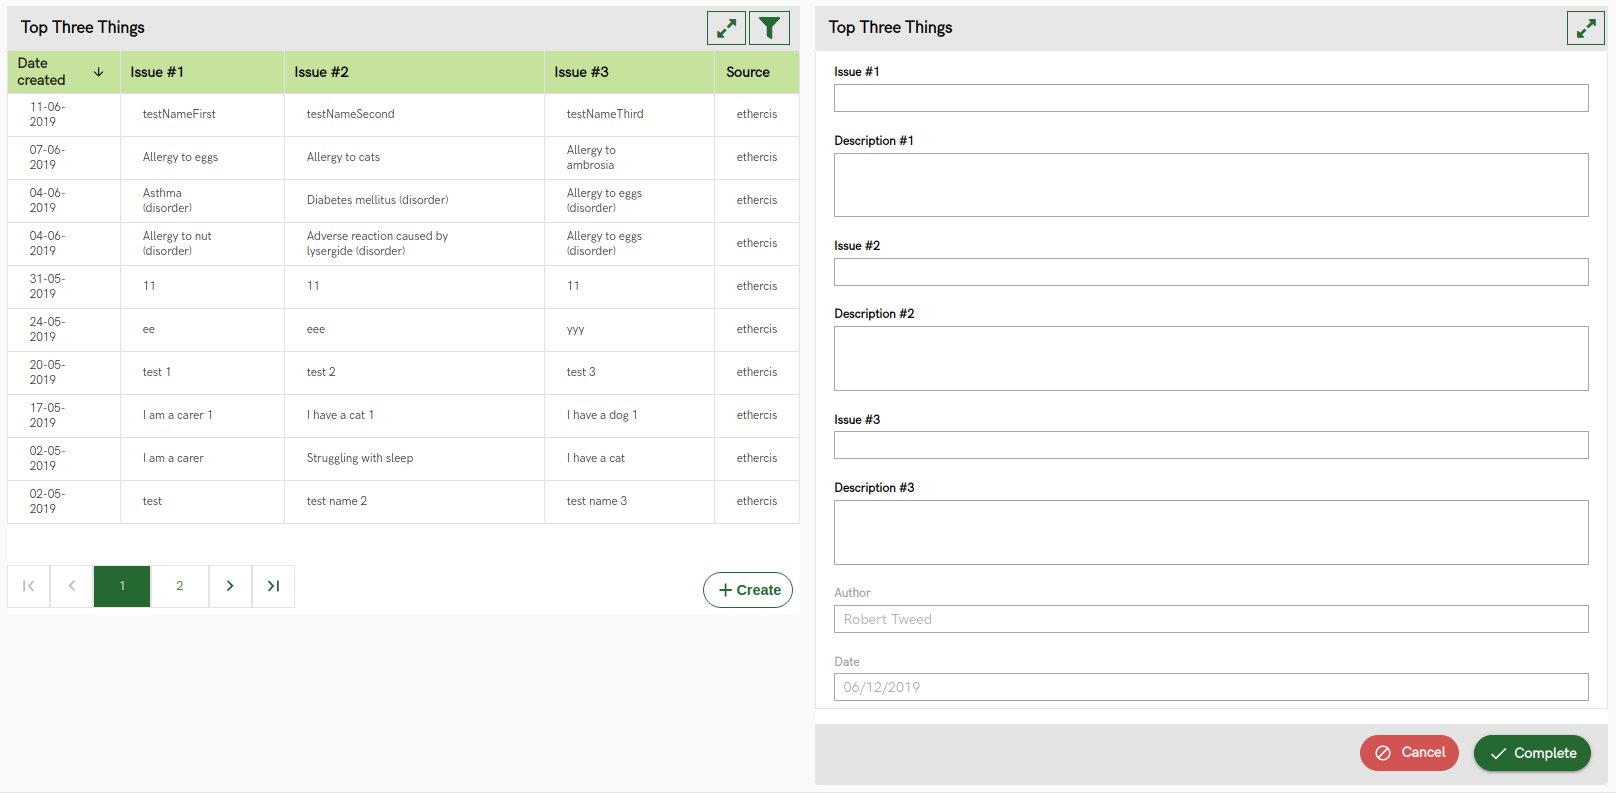 Top Three Things
Date
created
Issue #1
Issue #2
Issue #3
Source
11-06-
2019
testNameFirst
testNameSecond
testNameThird
ethercis
07-06-
2019
Allergy to eggs
Allergy to cats
Allergy to
ambrosia
ethercis
04-06-
2019
Asthma
(disorder)
Diabetes mellitus (disorder)
Allergy to eggs
(disorder)
ethercis
04-06-
2019
Allergy to nut
(disorder)
Adverse reaction caused by
lysergide (disorder)
Allergy to eggs
(disorder)
ethercis
31-05-
2019
11
11
11
ethercis
24-05-
2019
ee
eee
yyy
ethercis
20-05-
2019
test 1
test 2
test 3
ethercis
17-05-
2019
I am a carer 1
I have a cat 1
I have a dog 1
ethercis
02-05-
2019
I am a carer
Struggling with sleep
I have a cat
ethercis
02-05-
2019
test
test name 2
test name 3
ethercis
1
2
Create
Top Three Things
Issue #1
Description #1
Issue #2
Description #2
Issue #3
Description #3
Author
Robert Tweed
Date
06/12/2019
Cancel
Complete